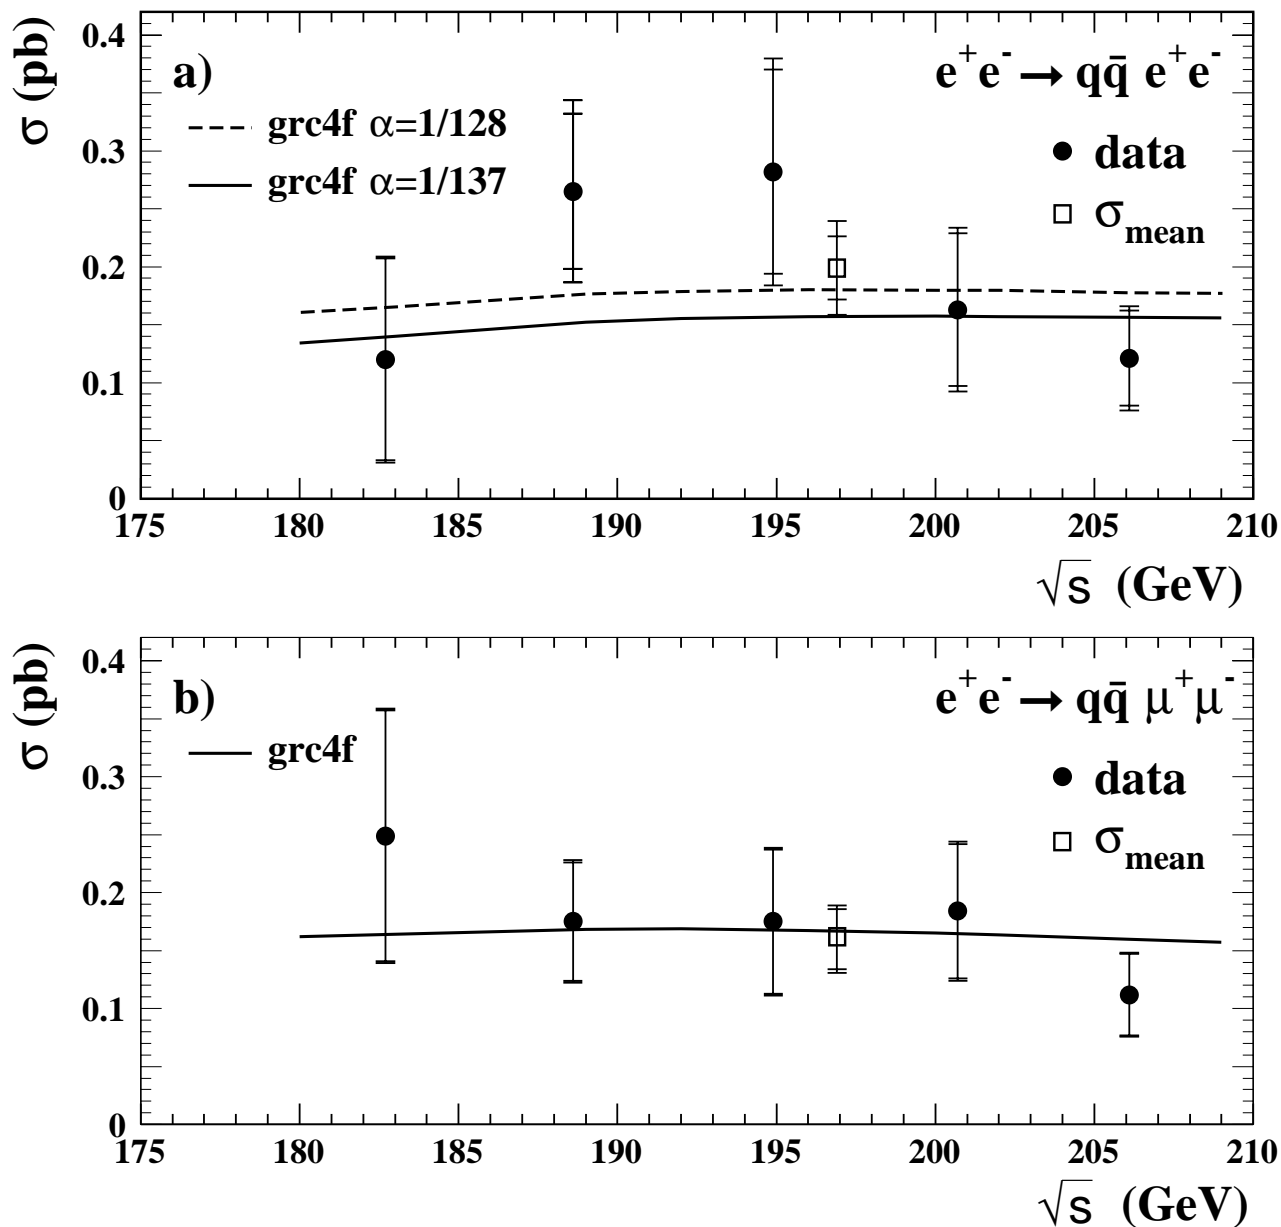 σ (pb)
0.4
0.3
0.2
0.1
0
a)
e⁺e⁻ → qq̄ e⁺e⁻
grc4f α=1/128
grc4f α=1/137
data
σmean
175 180 185 190 195 200 205 210
√s (GeV)
σ (pb)
0.4
0.3
0.2
0.1
0
b)
e⁺e⁻ → qq̄ μ⁺μ⁻
grc4f
data
σmean
175 180 185 190 195 200 205 210
√s (GeV)